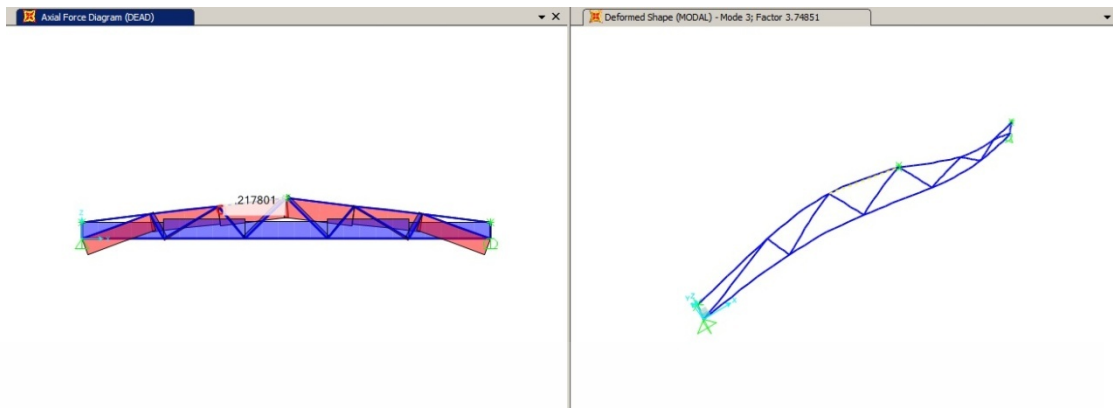 Axial Force Diagram (DEAD)
Deformed Shape (MODAL) - Mode 3; Factor 3.74851
.217801